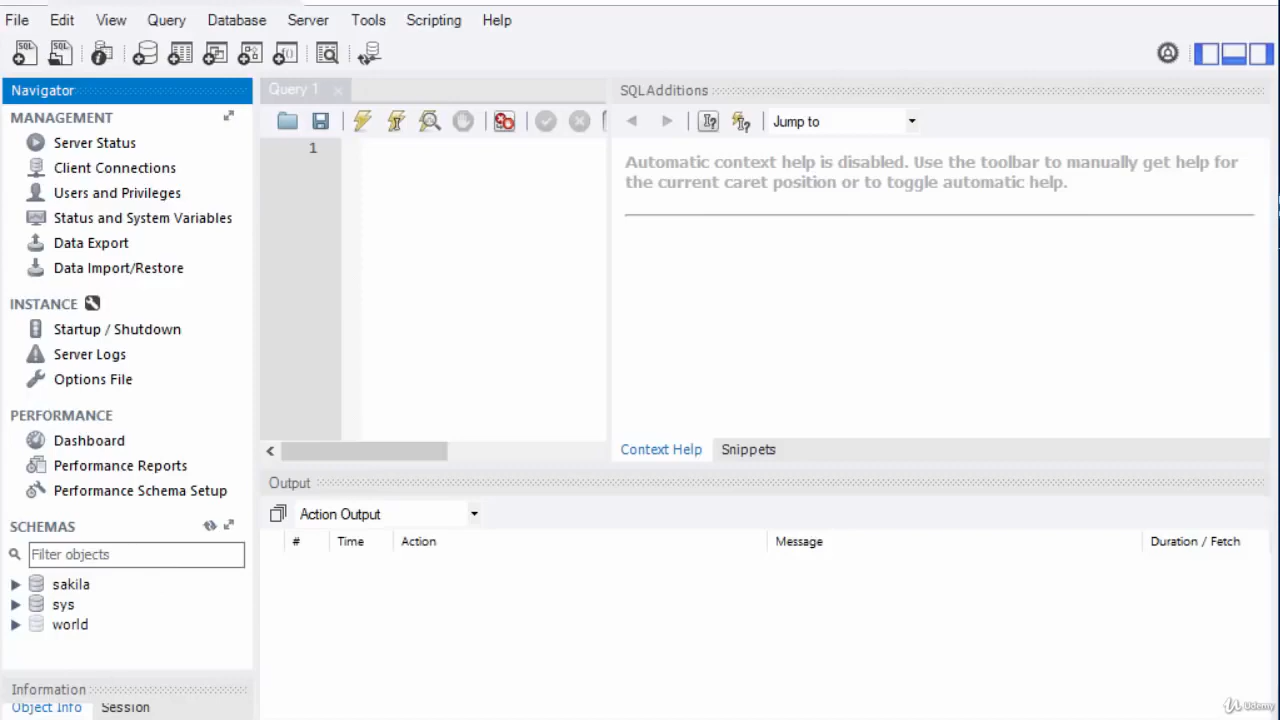 File Edit View Query Database Server Tools Scripting Help
Navigator
MANAGEMENT
Server Status
Client Connections
Users and Privileges
Status and System Variables
Data Export
Data Import/Restore
INSTANCE
Startup / Shutdown
Server Logs
Options File
PERFORMANCE
Dashboard
Performance Reports
Performance Schema Setup
SCHEMAS
Filter objects
sakila
sys
world
Information
Object Info Session
Query 1
1
SQLAdditions
Jump to
Automatic context help is disabled. Use the toolbar to manually get help for
the current caret position or to toggle automatic help.
Context Help Snippets
Output
Action Output
# Time Action Message Duration / Fetch
Udemy